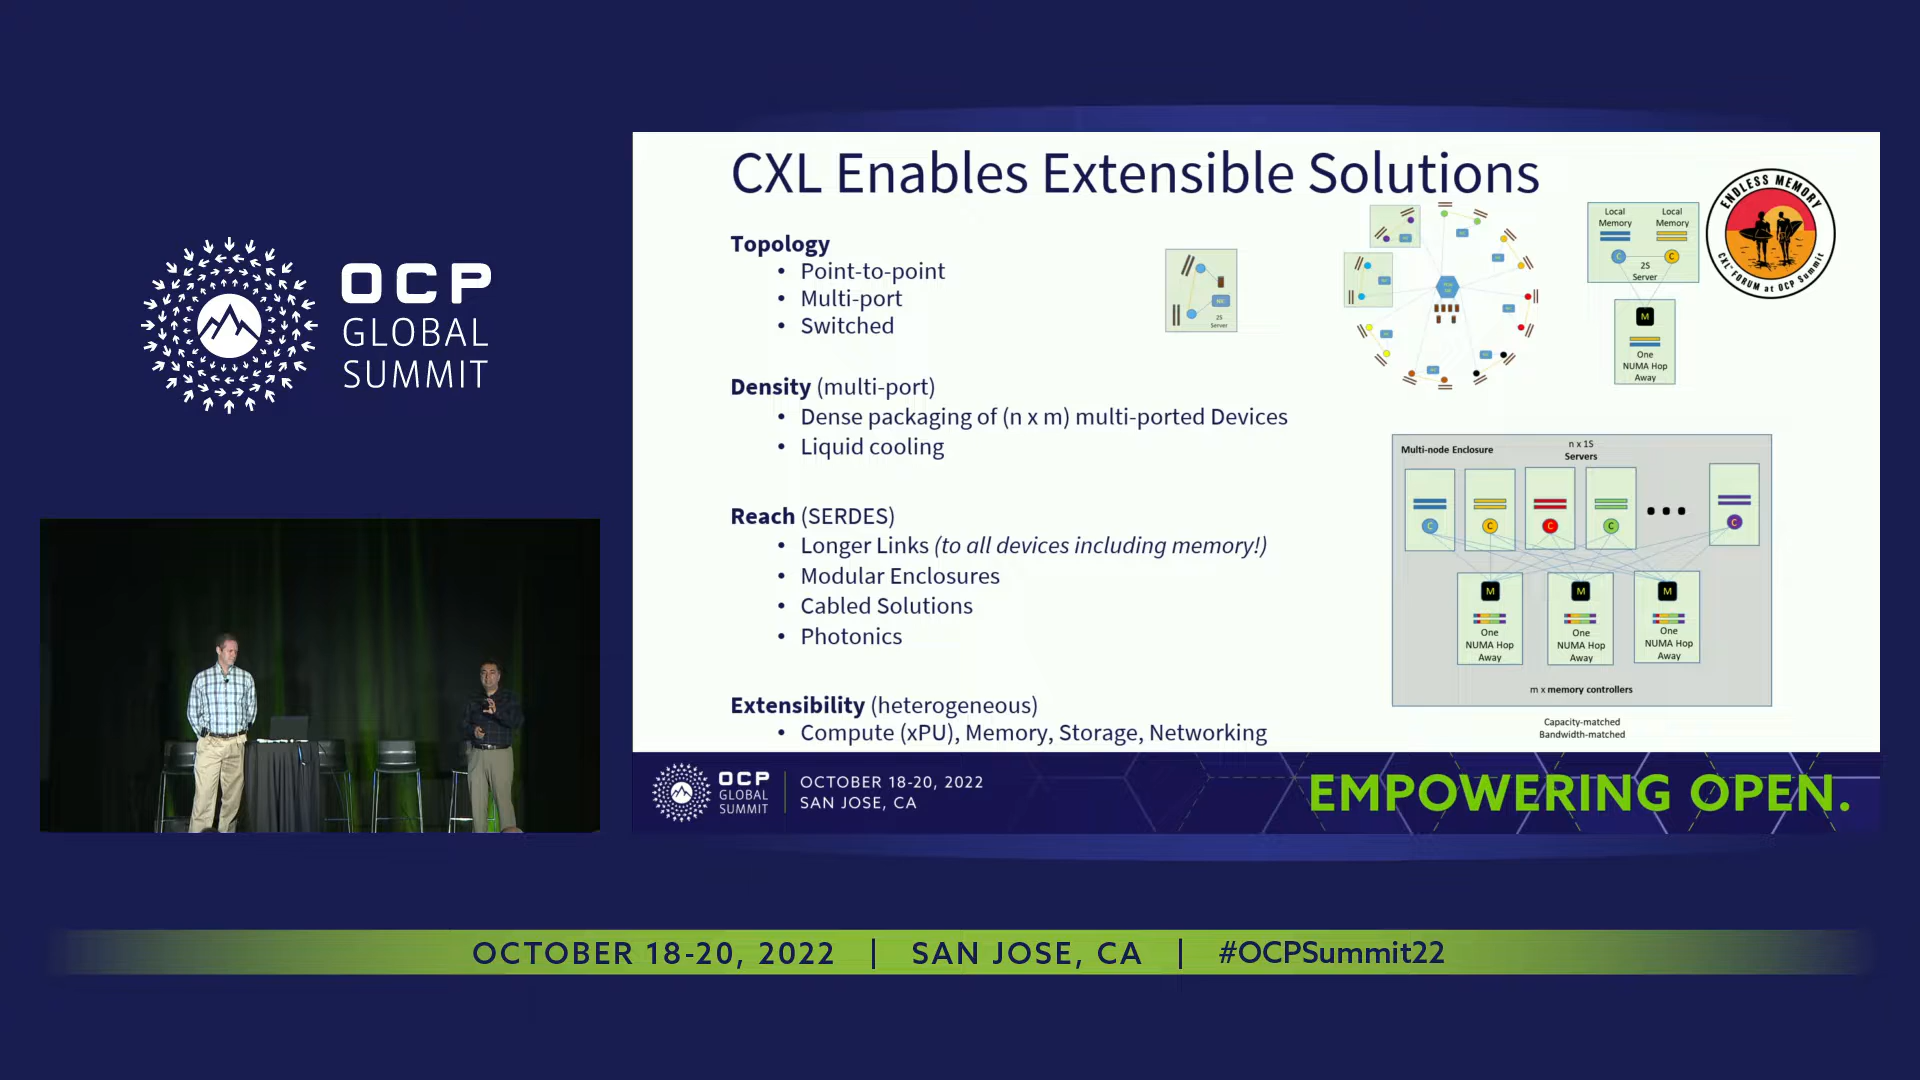 OCP
GLOBAL
SUMMIT
CXL Enables Extensible Solutions
Topology
• Point-to-point
• Multi-port
• Switched
Density (multi-port)
• Dense packaging of (n x m) multi-ported Devices
• Liquid cooling
Reach (SERDES)
• Longer Links (to all devices including memory!)
• Modular Enclosures
• Cabled Solutions
• Photonics
Extensibility (heterogeneous)
• Compute (xPU), Memory, Storage, Networking
NIC
2S
Server
Local
Memory
Local
Memory
C
C
2S
Server
M
One
NUMA Hop
Away
ENDLESS MEMORY
CXL™ FORUM at OCP Summit
Multi-node Enclosure
n x 1S
Servers
C
C
C
C
C
M
M
M
One
NUMA Hop
Away
One
NUMA Hop
Away
One
NUMA Hop
Away
m x memory controllers
Capacity-matched
Bandwidth-matched
OCP
GLOBAL
SUMMIT
OCTOBER 18-20, 2022
SAN JOSE, CA
EMPOWERING OPEN.
OCTOBER 18-20, 2022 | SAN JOSE, CA | #OCPSummit22